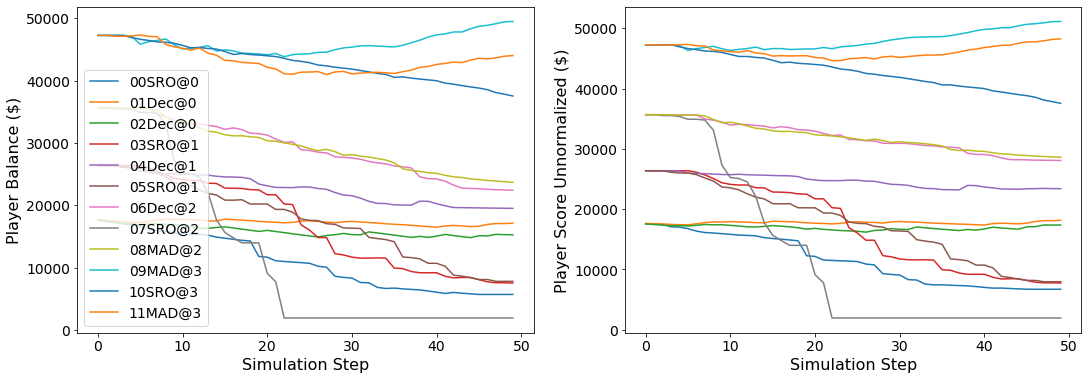 Player Balance ($)
50000
40000
30000
20000
10000
0
00SRO@0
01Dec@0
02Dec@0
03SRO@1
04Dec@1
05SRO@1
06Dec@2
07SRO@2
08MAD@2
09MAD@3
10SRO@3
11MAD@3
0 10 20 30 40 50
Simulation Step
Player Score Unnormalized ($)
50000
40000
30000
20000
10000
0
0 10 20 30 40 50
Simulation Step